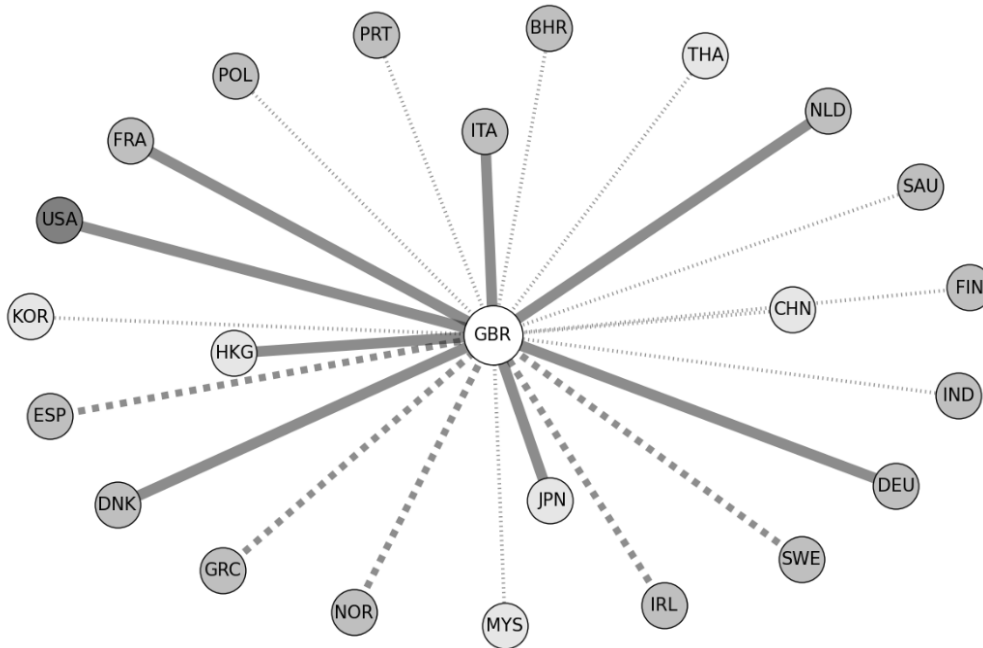 PRT
BHR
THA
POL
NLD
ITA
FRA
SAU
USA
FIN
CHN
KOR
GBR
HKG
IND
ESP
DEU
JPN
DNK
SWE
GRC
IRL
NOR
MYS